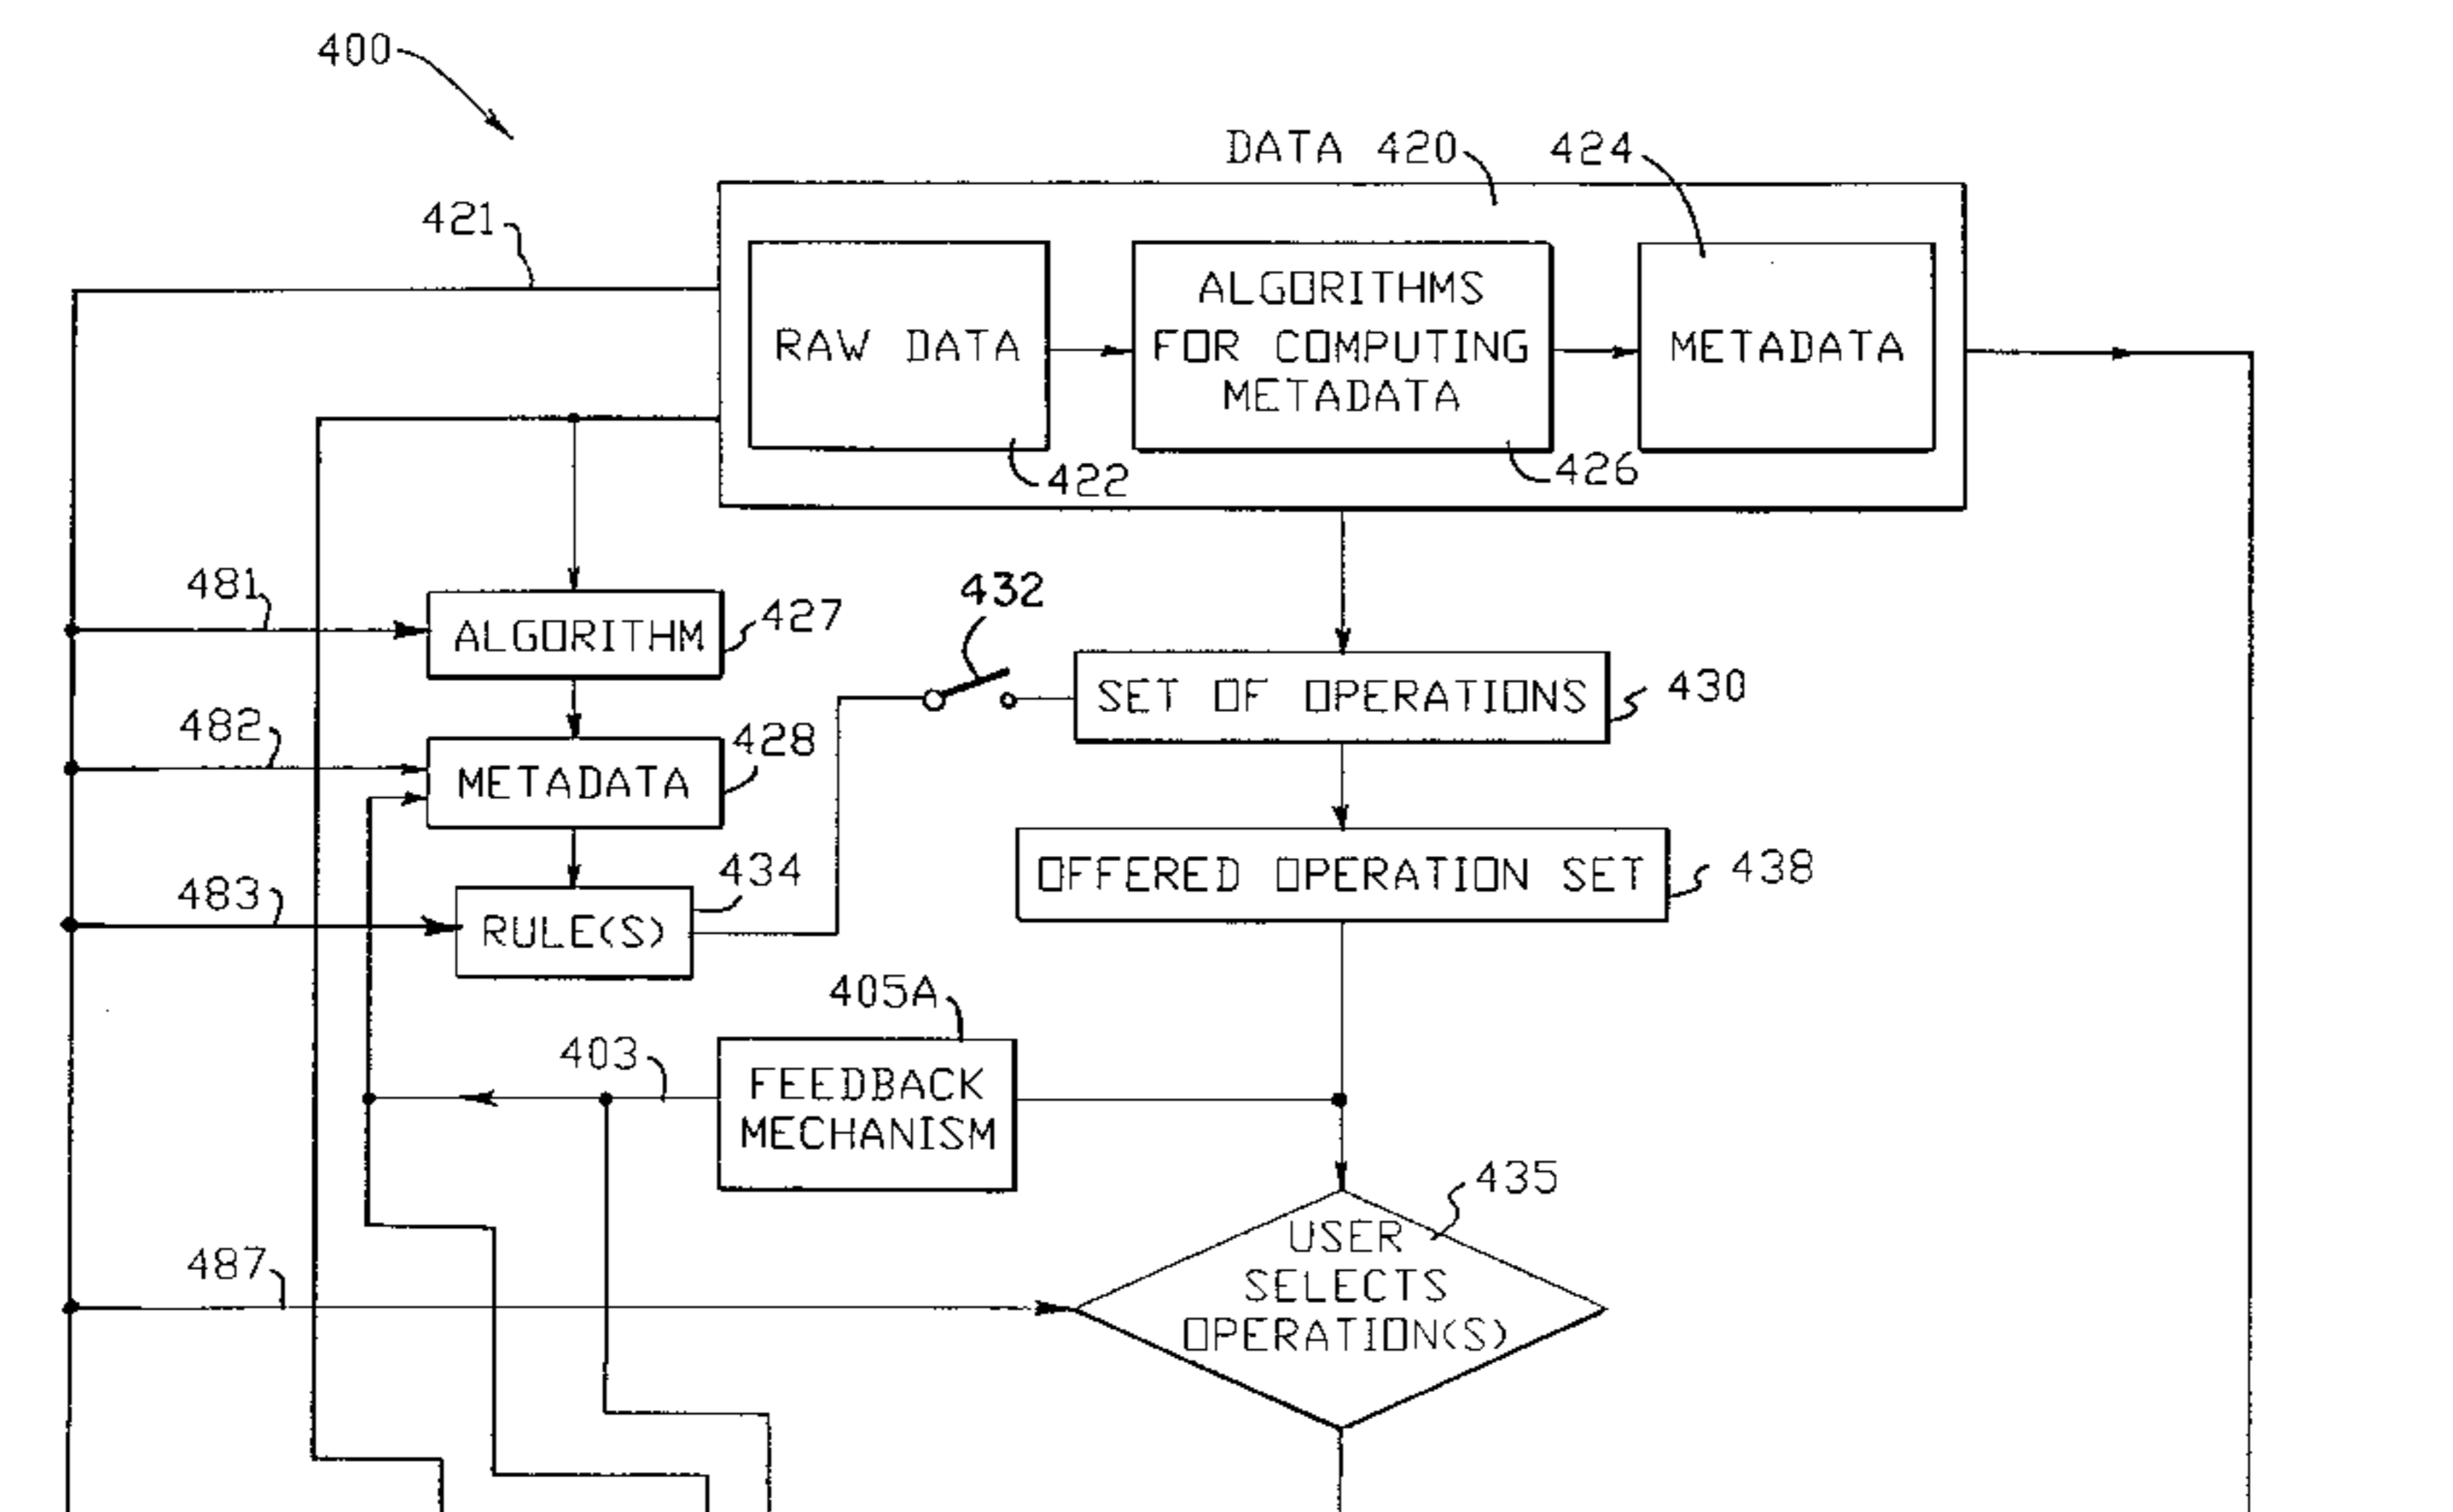 400
DATA 420
424
421
RAW DATA
ALGORITHMS
FOR COMPUTING
METADATA
METADATA
422
426
481
ALGORITHM
427
432
SET OF OPERATIONS
430
482
METADATA
428
434
483
RULE(S)
OFFERED OPERATION SET
438
405A
403
FEEDBACK
MECHANISM
435
487
USER
SELECTS
OPERATION(S)